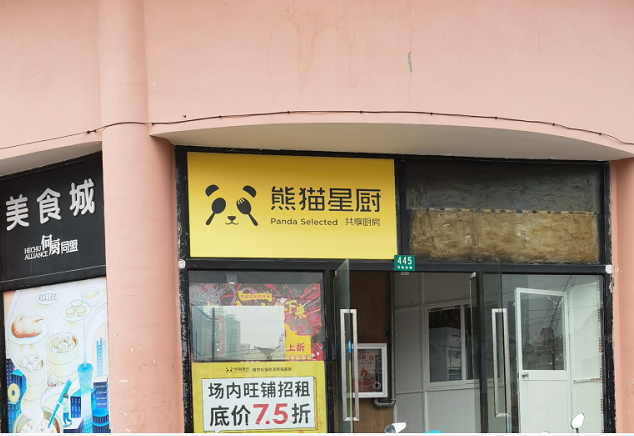 美食城
HECHU
ALLIANCE
何厨同盟
熊猫星厨
Panda Selected 共享厨房
445
上折
场内旺铺招租
底价7.5折